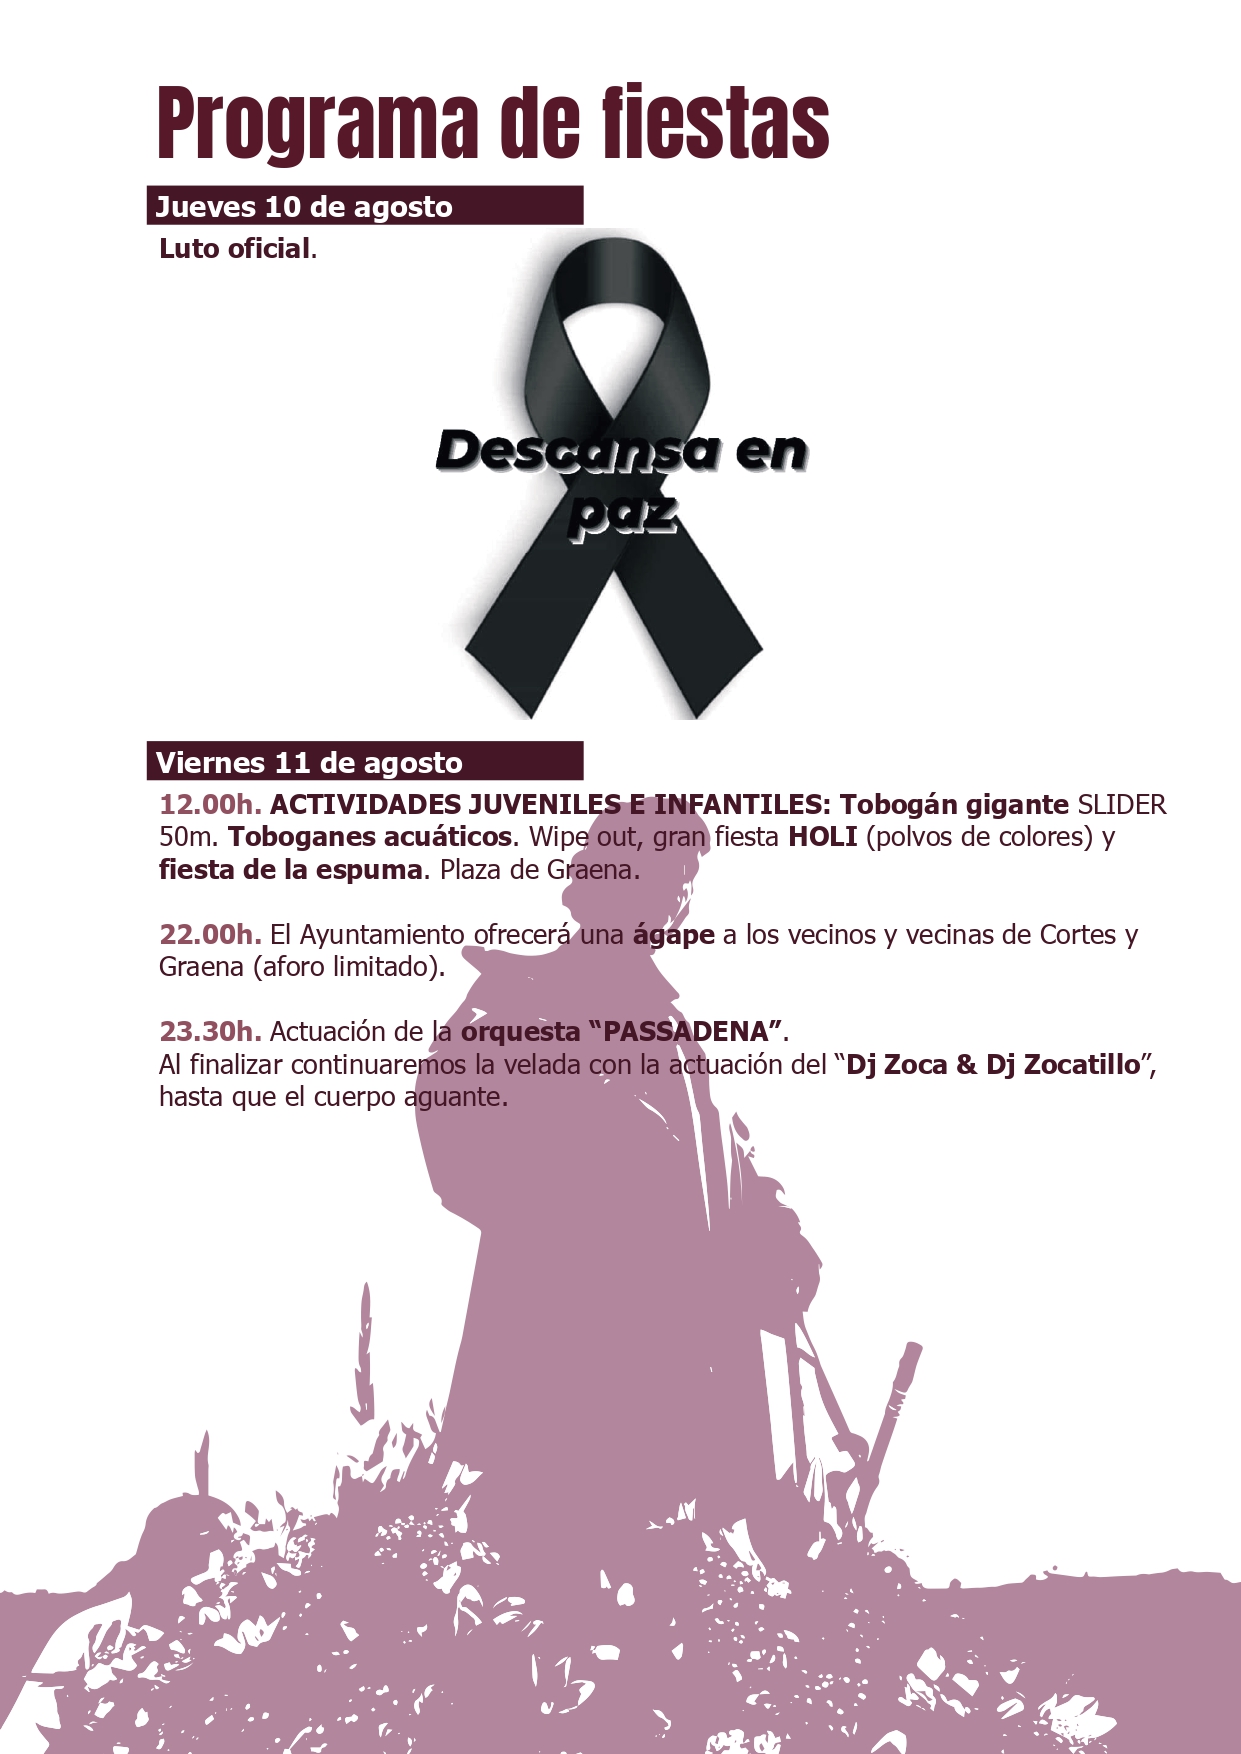 Programa de fiestas
Jueves 10 de agosto
Luto oficial.
Descansa en
paz
Viernes 11 de agosto
12.00h. ACTIVIDADES JUVENILES E INFANTILES: Tobogán gigante SLIDER
50m. Toboganes acuáticos. Wipe out, gran fiesta HOLI (polvos de colores) y
fiesta de la espuma. Plaza de Graena.
22.00h. El Ayuntamiento ofrecerá una ágape a los vecinos y vecinas de Cortes y
Graena (aforo limitado).
23.30h. Actuación de la orquesta “PASSADENA”.
Al finalizar continuaremos la velada con la actuación del “Dj Zoca & Dj Zocatillo”,
hasta que el cuerpo aguante.